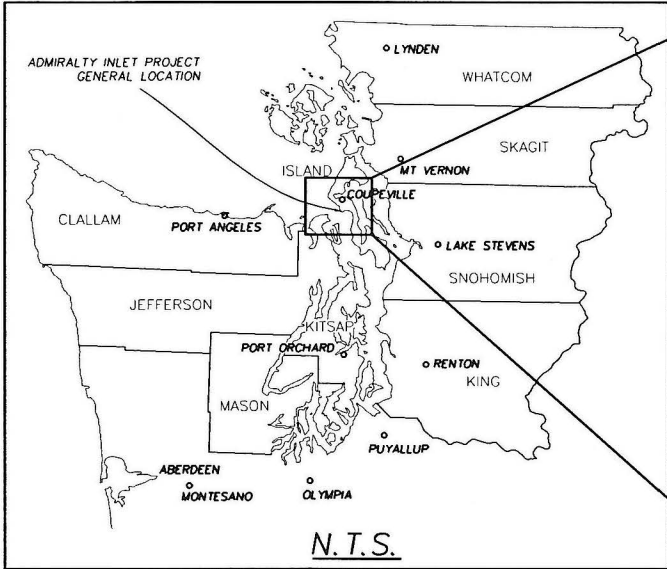 LYNDEN
ADMIRALTY INLET PROJECT
GENERAL LOCATION
WHATCOM
SKAGIT
ISLAND
MT VERNON
COUPEVILLE
CLALLAM
PORT ANGELES
LAKE STEVENS
SNOHOMISH
JEFFERSON
KITSAP
PORT ORCHARD
RENTON
KING
MASON
PUYALLUP
ABERDEEN
MONTESANO
OLYMPIA
N.T.S.